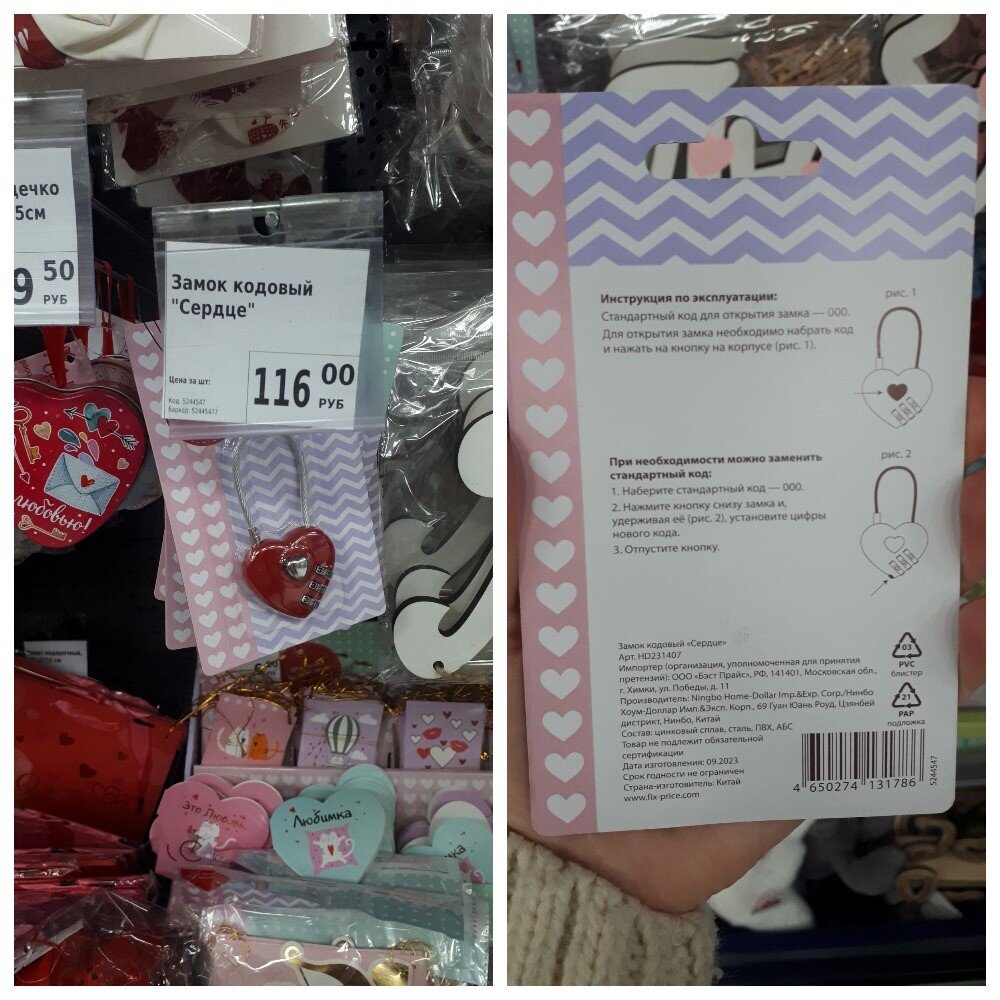 дечко
5см
9 50
РУБ
Замок кодовый
"Сердце"
Цена за шт:
Код: 5244547
116 00
РУБ
любовью!
Это Любовь
Любимка
Инструкция по эксплуатации:
рис. 1
Стандартный код для открытия замка — 000.
Для открытия замка необходимо набрать код
и нажать на кнопку на корпусе (рис. 1).
При необходимости можно заменить
стандартный код:
рис. 2
1. Наберите стандартный код — 000.
2. Нажмите кнопку снизу замка и,
удерживая её (рис. 2), установите цифры
нового кода.
3. Отпустите кнопку.
Замок кодовый «Сердце»
Арт. HD231407
Импортер (организация, уполномоченная для принятия
претензий): ООО «Бэст Прайс», РФ, 141401, Московская обл.,
г. Химки, ул. Победы, д. 11
Производитель: Ningbo Home-Dollar Imp.&Exp. Corp./Нинбо
Хоум-Доллар Имп.&Эксп. Корп., 69 Гуан Юань Роуд, Цзянбей
дистрикт, Нинбо, Китай
Состав: цинковый сплав, сталь, ПВХ, АБС
Товар не подлежит обязательной
сертификации
Дата изготовления: 09.2023
Срок годности не ограничен
Страна-изготовитель: Китай
www.fix-price.com
03
PVC
блистер
21
PAP
подложка
4 650274 131786
5244547